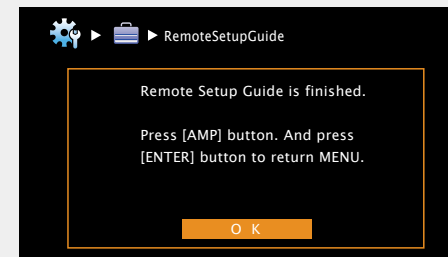 RemoteSetupGuide
Remote Setup Guide is finished.
Press [AMP] button. And press
[ENTER] button to return MENU.
O K